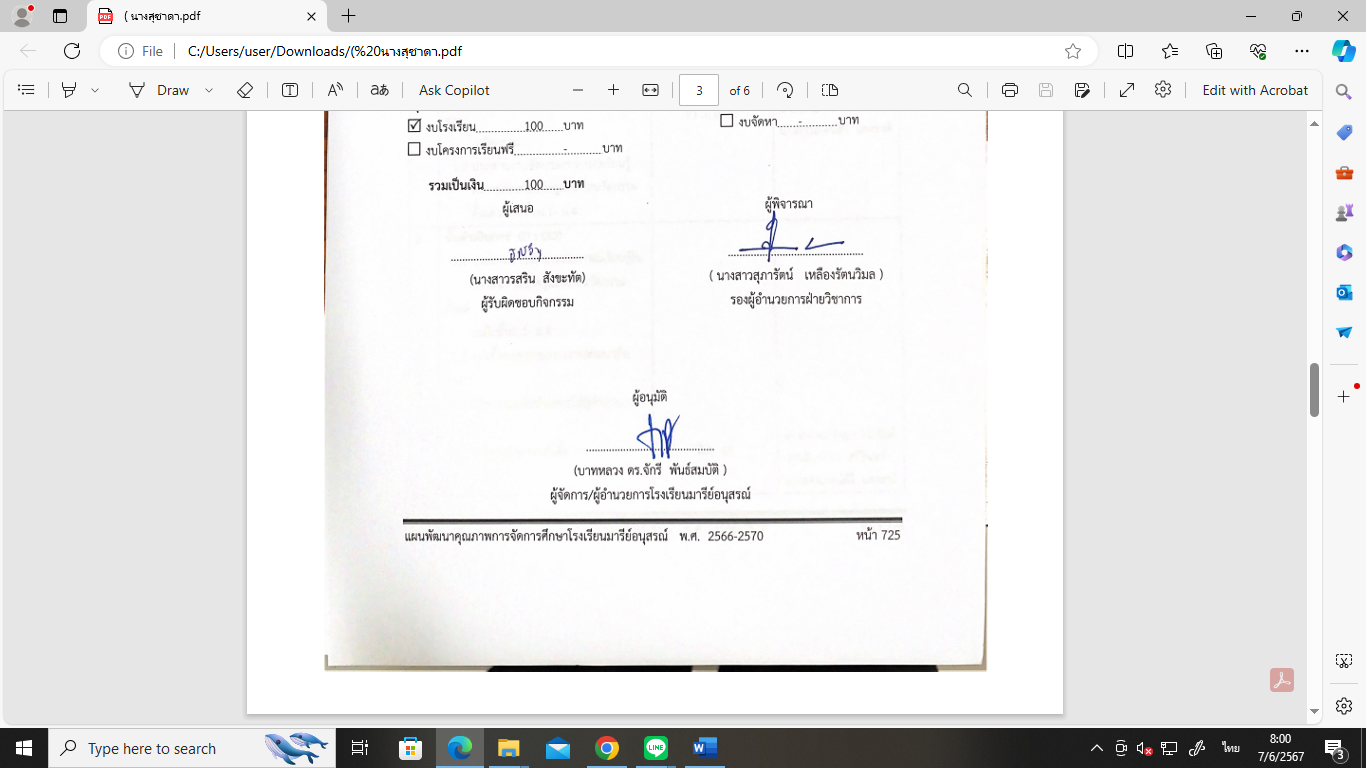 ( นางสุชาดา.pdf
File
C:/Users/user/Downloads/(%20นางสุชาดา.pdf
Draw
Ask Copilot
3 of 6
Edit with Acrobat
☑ งบโรงเรียน..............100......บาท
☐ งบจัดหา......-..........บาท
☐ งบโครงการเรียนฟรี...............-..........บาท
รวมเป็นเงิน............100......บาท
ผู้เสนอ
ผู้พิจารณา
(นางสาวรสริน สังขะทัต)
( นางสาวสุภารัตน์ เหลืองรัตนวิมล )
ผู้รับผิดชอบกิจกรรม
รองผู้อำนวยการฝ่ายวิชาการ
ผู้อนุมัติ
(บาทหลวง ดร.จักรี พันธ์สมบัติ )
ผู้จัดการ/ผู้อำนวยการโรงเรียนมารีย์อนุสรณ์
แผนพัฒนาคุณภาพการจัดการศึกษาโรงเรียนมารีย์อนุสรณ์ พ.ศ. 2566-2570
หน้า 725
Type here to search
ไทย
8:00
7/6/2567
3